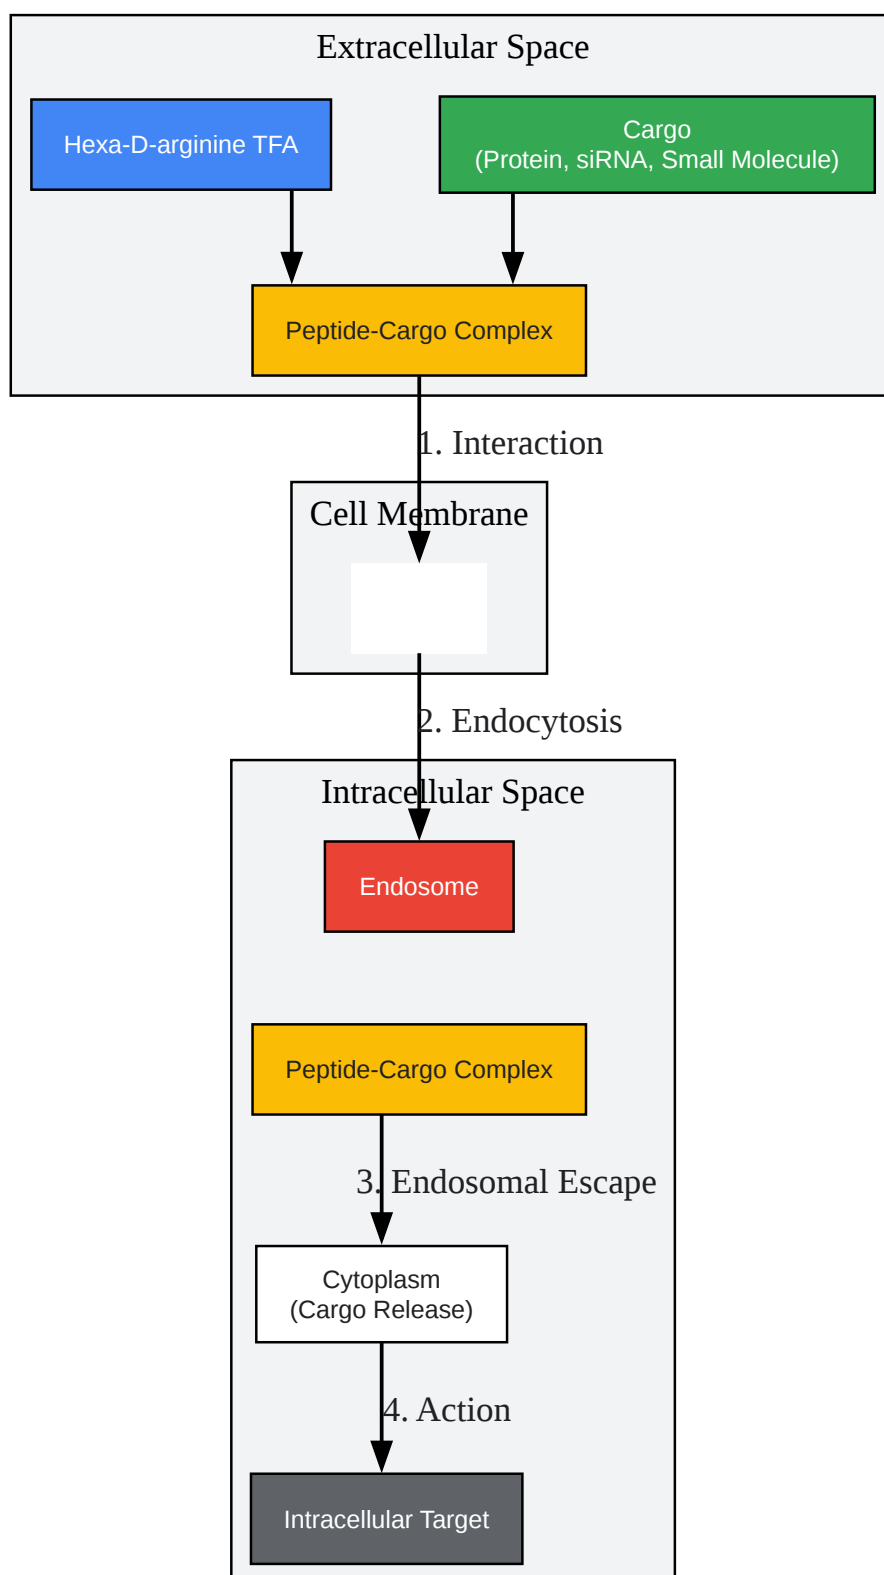 Extracellular Space
Hexa-D-arginine TFA
Cargo
(Protein, siRNA, Small Molecule)
Peptide-Cargo Complex
1. Interaction
Cell Membrane
2. Endocytosis
Intracellular Space
Endosome
Peptide-Cargo Complex
3. Endosomal Escape
Cytoplasm
(Cargo Release)
4. Action
Intracellular Target